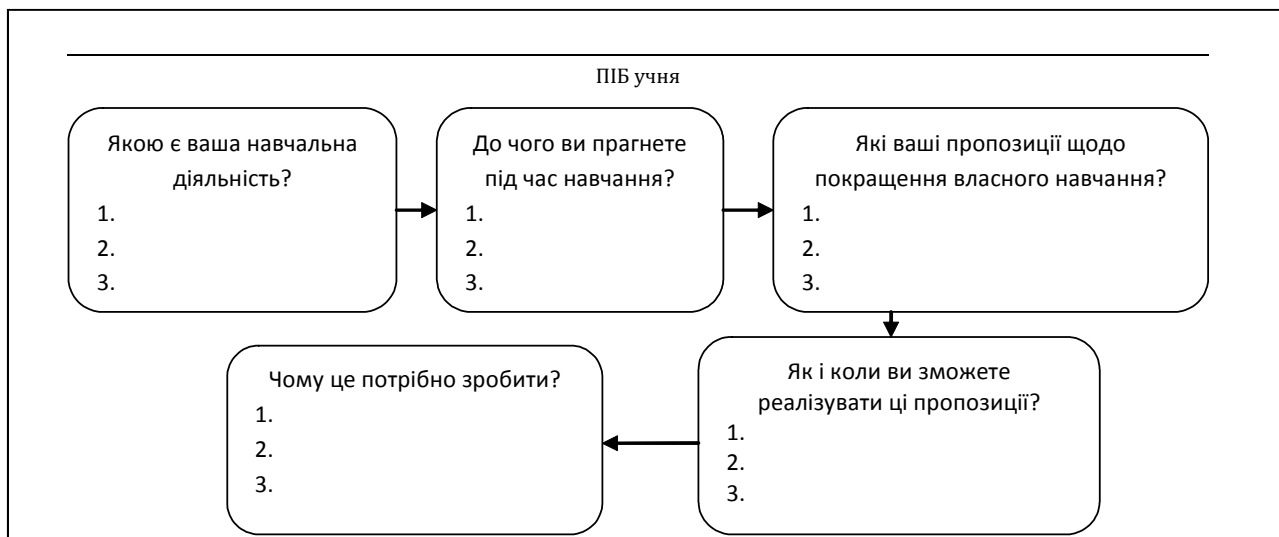 ПІБ учня
Якою є ваша навчальна
діяльність?
1.
2.
3.
До чого ви прагнете
під час навчання?
1.
2.
3.
Які ваші пропозиції щодо
покращення власного навчання?
1.
2.
3.
Як і коли ви зможете
реалізувати ці пропозиції?
1.
2.
3.
Чому це потрібно зробити?
1.
2.
3.